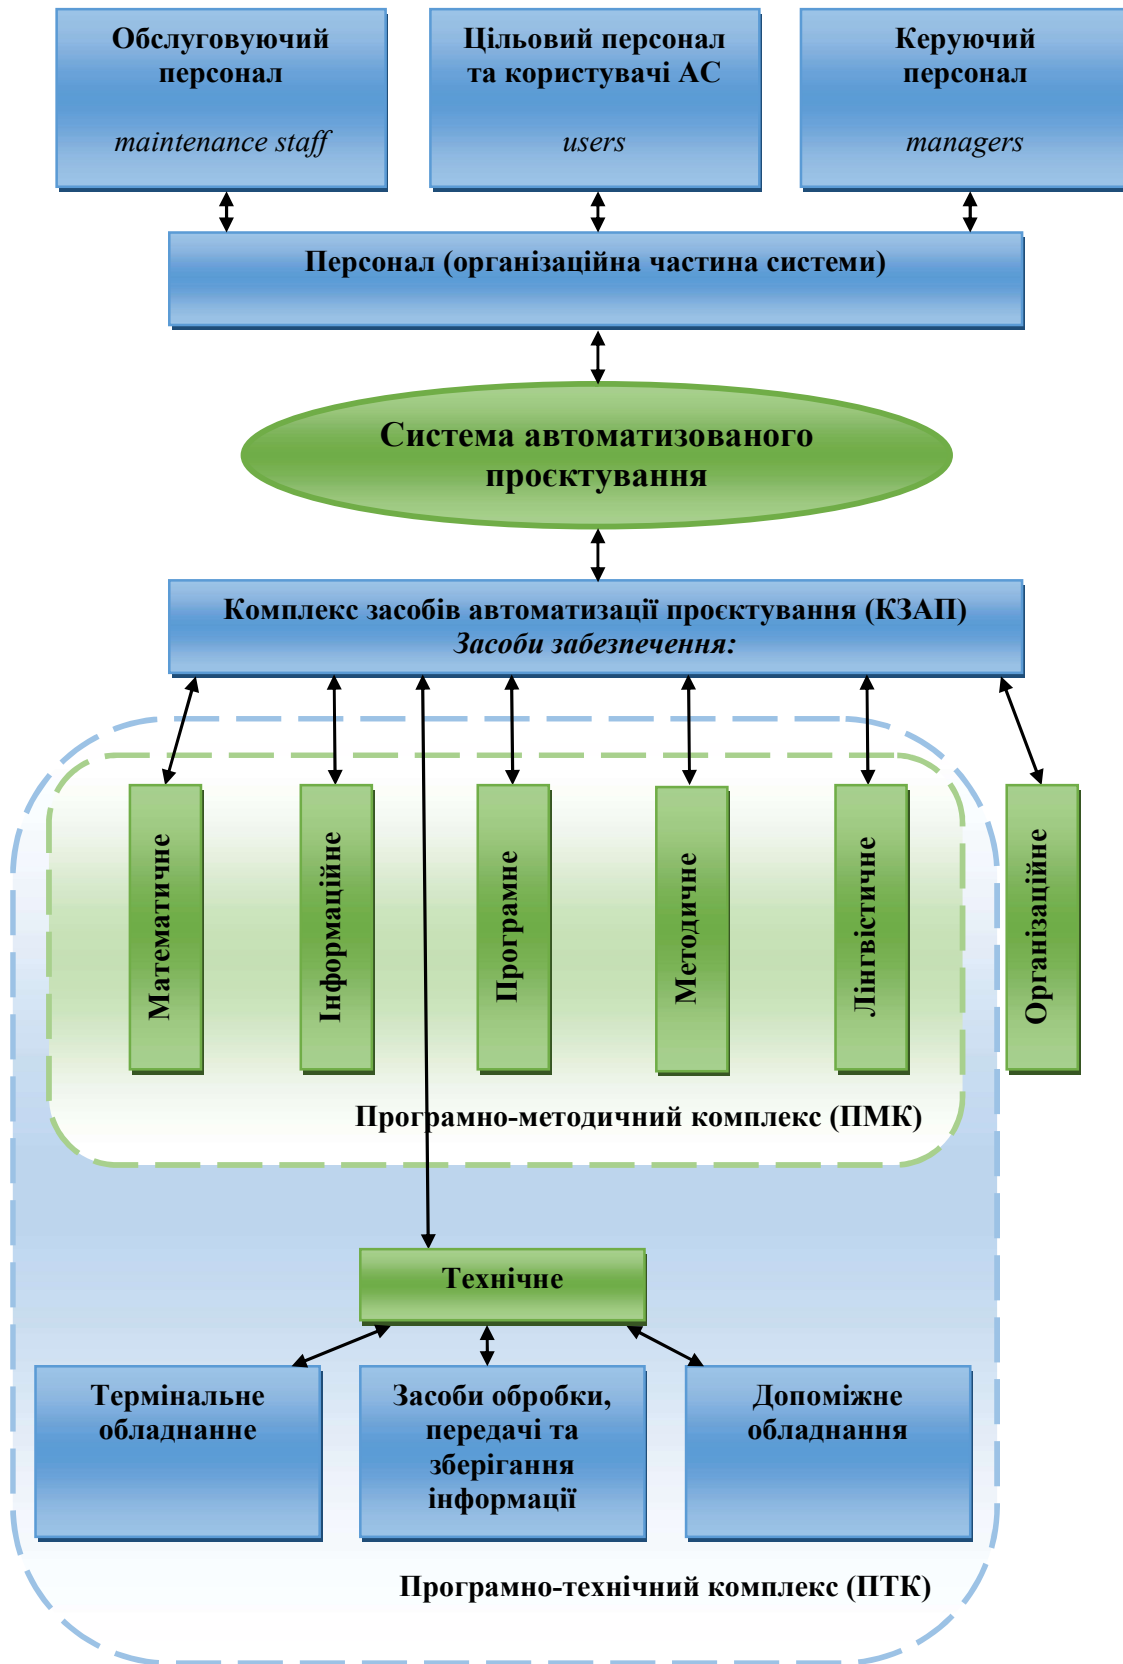 Обслуговуючий
персонал
maintenance staff
Цільовий персонал
та користувачі АС
users
Керуючий
персонал
managers
Персонал (організаційна частина системи)
Система автоматизованого
проєктування
Комплекс засобів автоматизації проєктування (КЗАП)
Засоби забезпечення:
Математичне
Інформаційне
Програмне
Методичне
Лінгвістичне
Організаційне
Програмно-методичний комплекс (ПМК)
Технічне
Термінальне
обладнанне
Засоби обробки,
передачі та
зберігання
інформації
Допоміжне
обладнання
Програмно-технічний комплекс (ПТК)